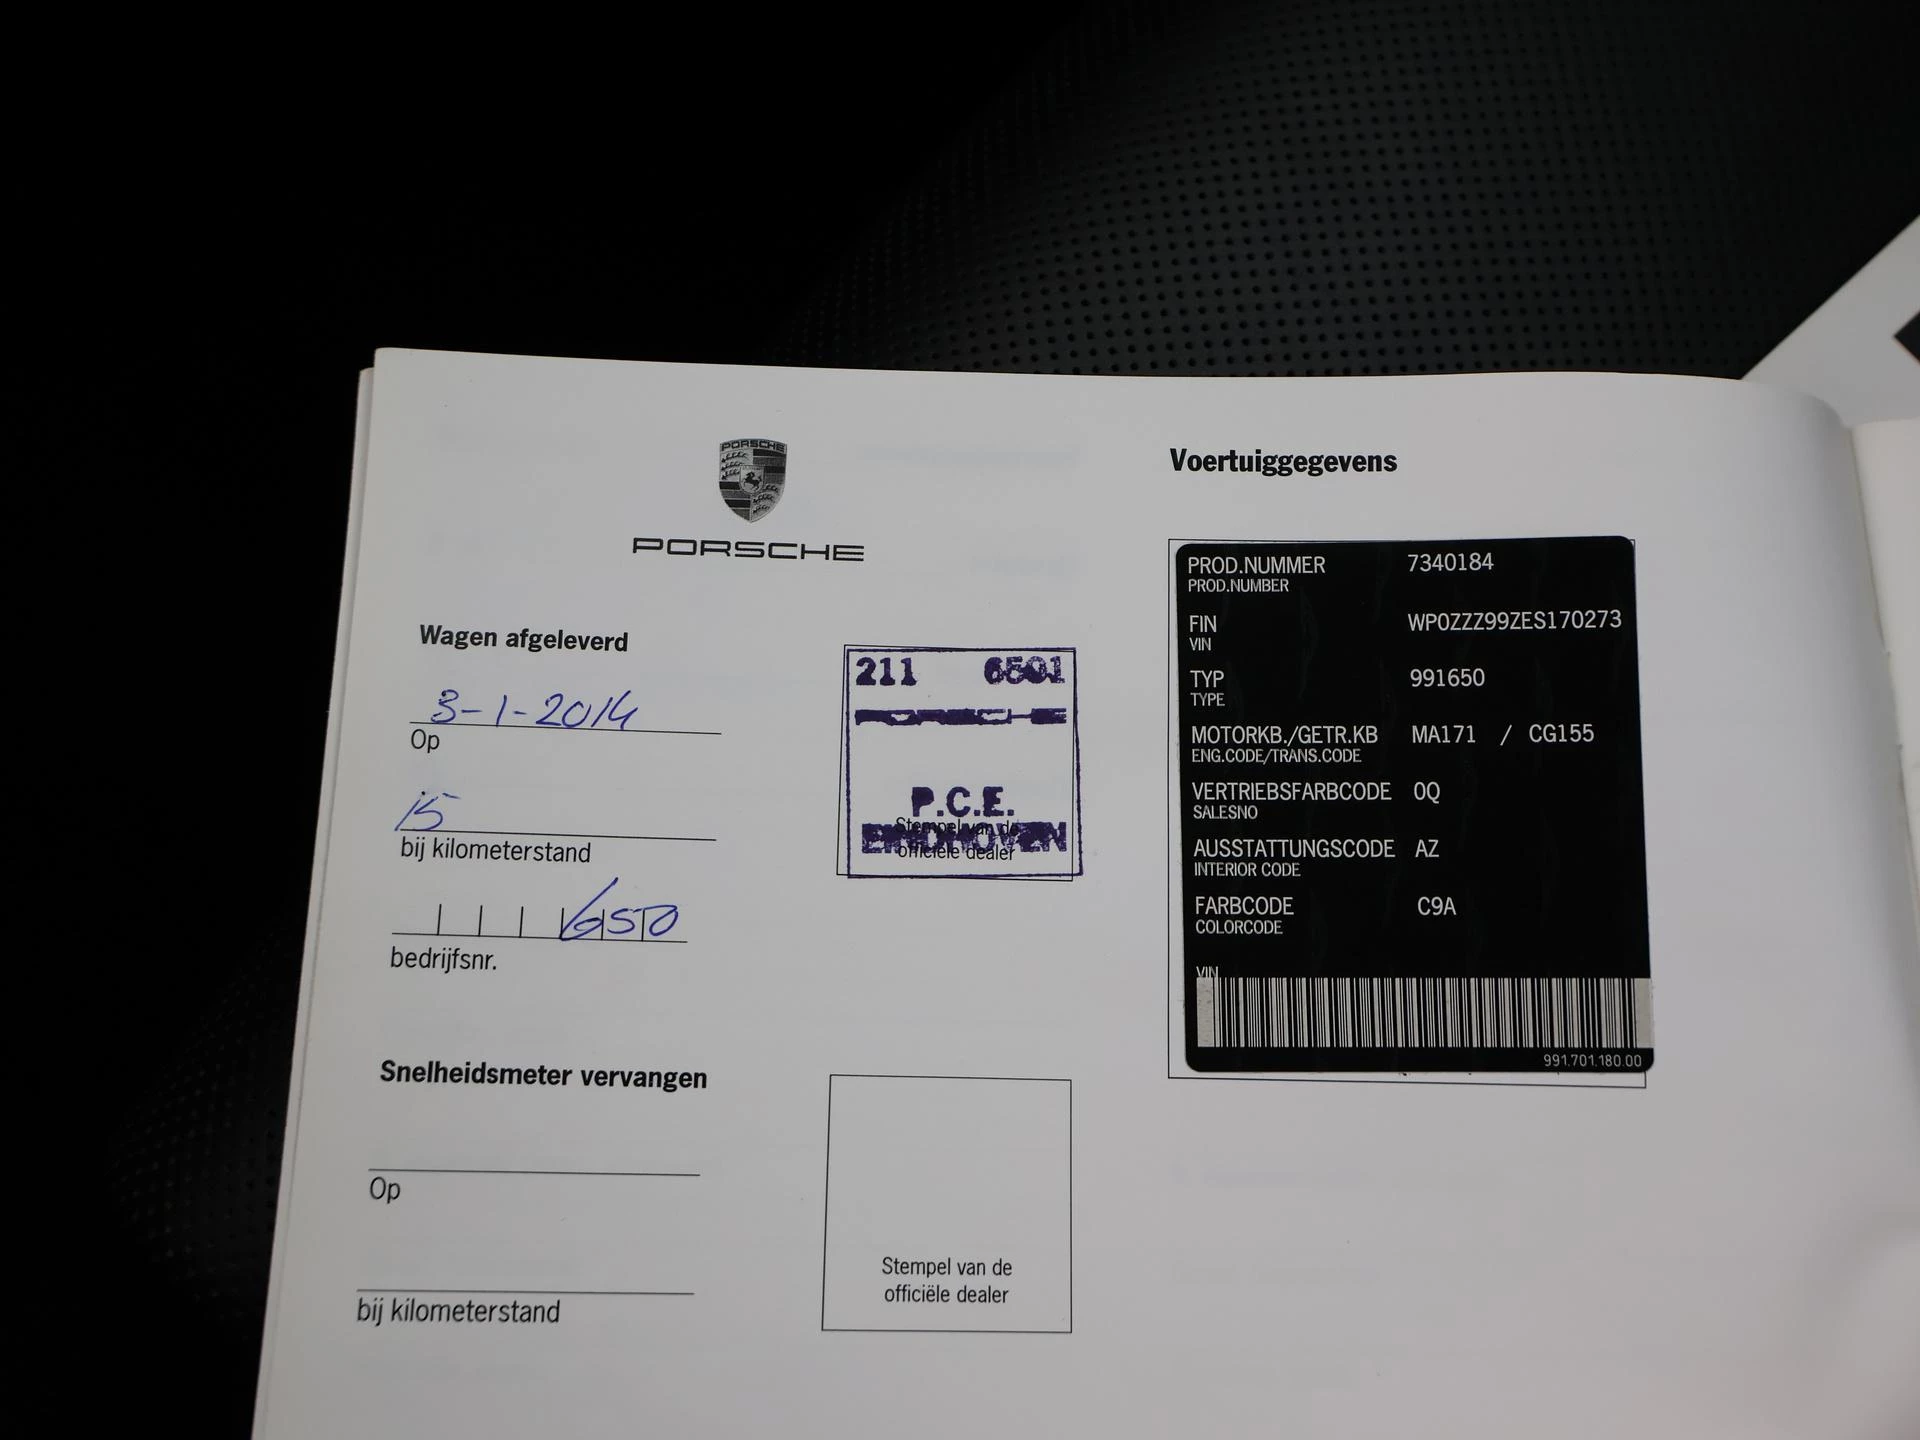 PORSCHE
PORSCHE
Wagen afgeleverd
3-1-2014
Op
15
bij kilometerstand
6510
bedrijfsnr.
211 6501
P.C.E.
EINDHOVEN
Stempel van de
officiële dealer
Snelheidsmeter vervangen
Op
bij kilometerstand
Stempel van de
officiële dealer
Voertuiggegevens
PROD.NUMMER 7340184
PROD.NUMBER
FIN WP0ZZZ99ZES170273
VIN
TYP 991650
TYPE
MOTORKB./GETR.KB MA171 / CG155
ENG.CODE/TRANS.CODE
VERTRIEBSFARBCODE 0Q
SALESNO
AUSSTATTUNGSCODE AZ
INTERIOR CODE
FARBCODE C9A
COLORCODE
VIN
991.701.180.00